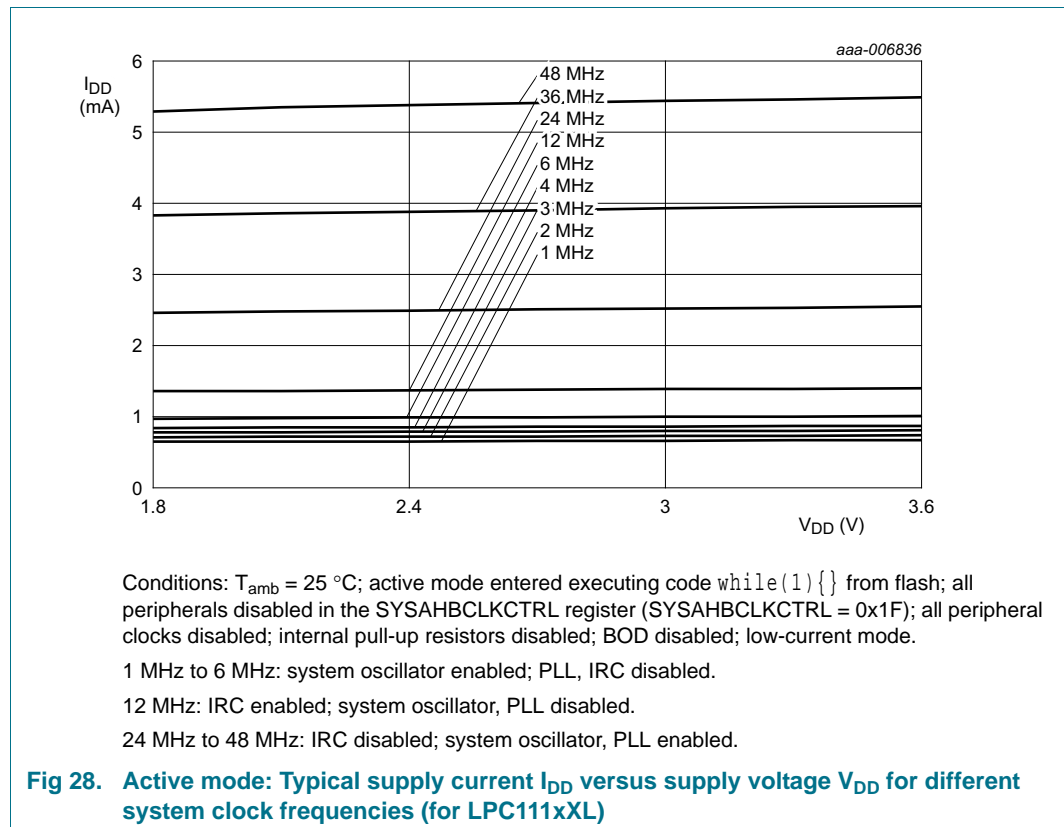 aaa-006836
6
I_DD
(mA)
5
4
3
2
1
0
48 MHz
36 MHz
24 MHz
12 MHz
6 MHz
4 MHz
3 MHz
2 MHz
1 MHz
1.8
2.4
3
3.6
V_DD (V)
Conditions: T_amb = 25 °C; active mode entered executing code while(1){} from flash; all
peripherals disabled in the SYSAHBCLKCTRL register (SYSAHBCLKCTRL = 0x1F); all peripheral
clocks disabled; internal pull-up resistors disabled; BOD disabled; low-current mode.
1 MHz to 6 MHz: system oscillator enabled; PLL, IRC disabled.
12 MHz: IRC enabled; system oscillator, PLL disabled.
24 MHz to 48 MHz: IRC disabled; system oscillator, PLL enabled.
Fig 28. Active mode: Typical supply current I_DD versus supply voltage V_DD for different
system clock frequencies (for LPC111xXL)